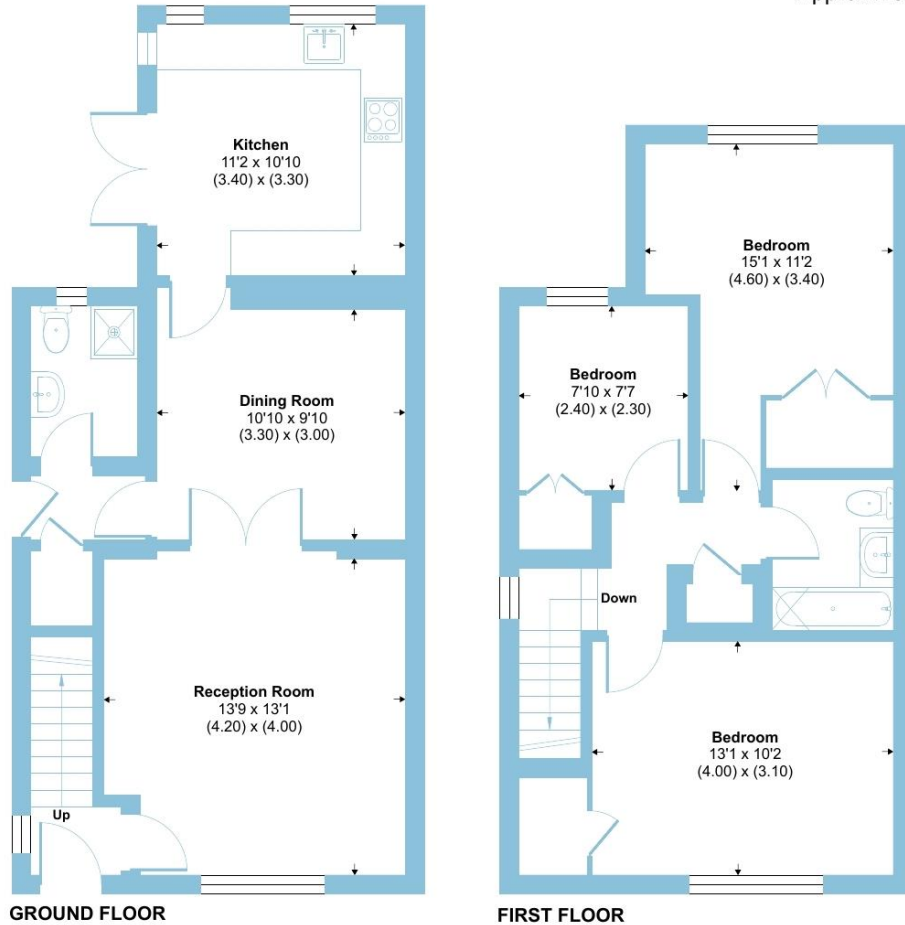 Kitchen
11'2 x 10'10
(3.40) x (3.30)
Dining Room
10'10 x 9'10
(3.30) x (3.00)
Reception Room
13'9 x 13'1
(4.20) x (4.00)
Up
GROUND FLOOR
Bedroom
15'1 x 11'2
(4.60) x (3.40)
Bedroom
7'10 x 7'7
(2.40) x (2.30)
Down
Bedroom
13'1 x 10'2
(4.00) x (3.10)
FIRST FLOOR